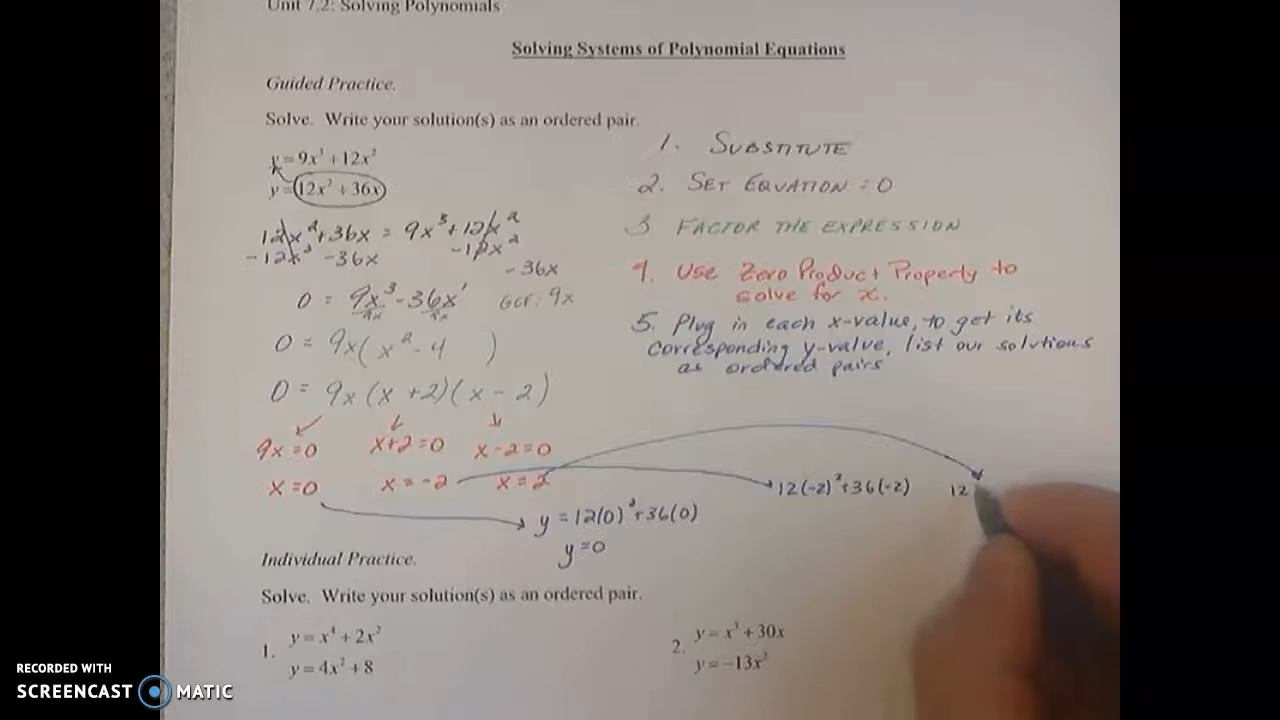 Unit 7.2: Solving Polynomials
Solving Systems of Polynomial Equations
Guided Practice.
Solve. Write your solution(s) as an ordered pair.
y = 9x³ + 12x²
y = 12x² + 36x
12x² + 36x = 9x³ + 12x²
-12x² -36x -12x²
-36x
0 = 9x³ - 36x¹ GCF: 9x
9x 9x
0 = 9x(x² - 4 )
0 = 9x(x + 2)(x - 2)
9x = 0 x+2=0 x-2=0
x=0 x=-2 x=2
y = 12(0)²+36(0)
y=0
12(-2)²+36(-2) 12
1. SUBSTITUTE
2. SET EQUATION = 0
3 FACTOR THE EXPRESSION
4. Use Zero Product Property to
solve for x.
5. Plug in each x-value, to get its
corresponding y-value, list our solutions
as ordered pairs
Individual Practice.
Solve. Write your solution(s) as an ordered pair.
1. y = x⁴ + 2x²
y = 4x² + 8
2. y = x³ + 30x
y = -13x²
RECORDED WITH
SCREENCAST MATIC